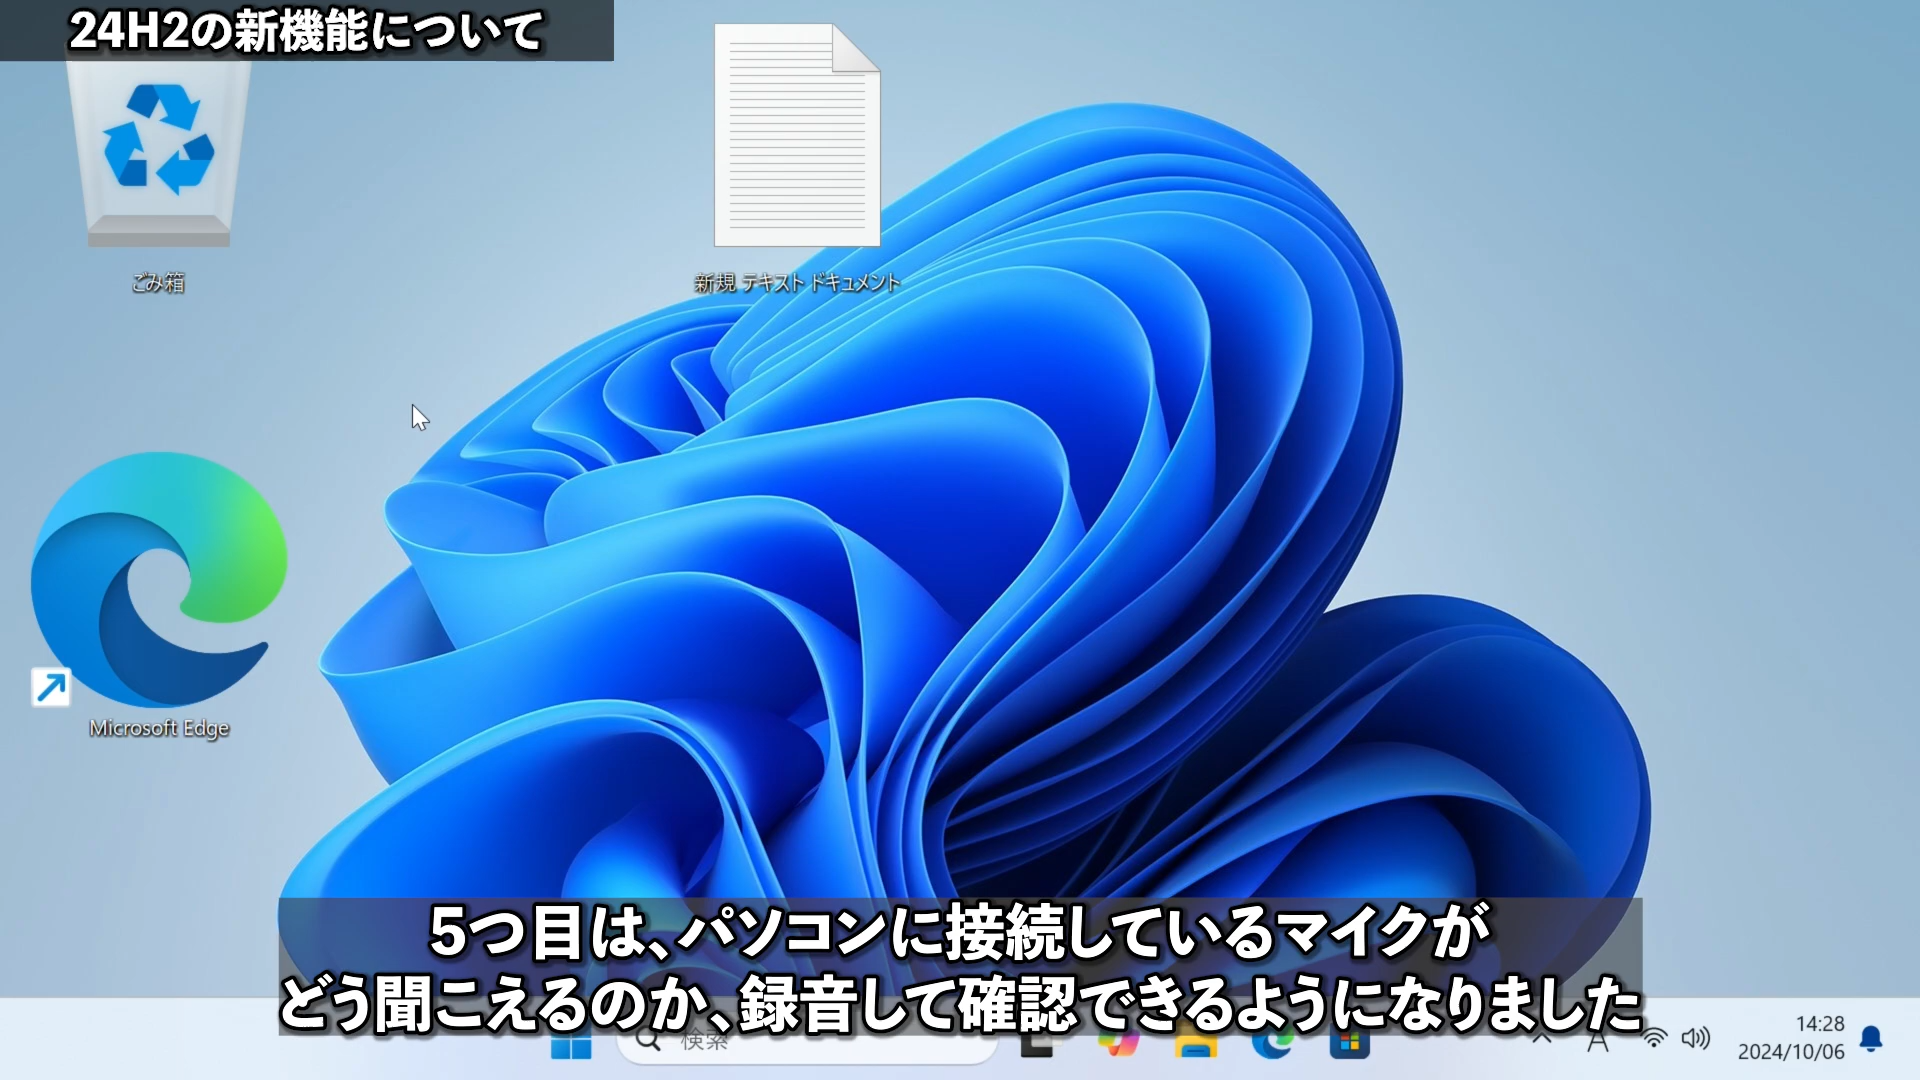 24H2の新機能について
ごみ箱
新規 テキスト ドキュメント
Microsoft Edge
5つ目は、パソコンに接続しているマイクが
どう聞こえるのか、録音して確認できるようになりました
検索
A
14:28
2024/10/06